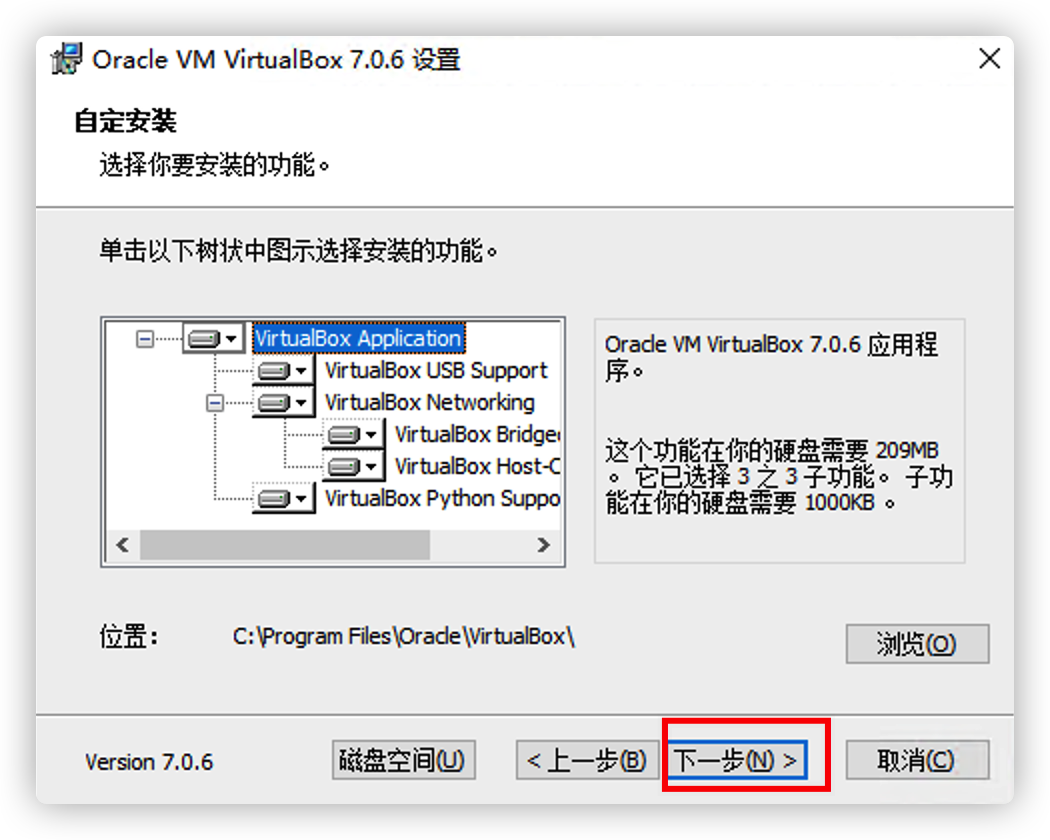 Oracle VM VirtualBox 7.0.6 设置
自定安装
选择你要安装的功能。
单击以下树状中图示选择安装的功能。
VirtualBox Application
VirtualBox USB Support
VirtualBox Networking
VirtualBox Bridge
VirtualBox Host-C
VirtualBox Python Suppo
Oracle VM VirtualBox 7.0.6 应用程
序。
这个功能在你的硬盘需要 209MB
。它已选择 3 之 3 子功能。 子功
能在你的硬盘需要 1000KB 。
位置:
C:\Program Files\Oracle\VirtualBox\
浏览(O)
Version 7.0.6
磁盘空间(U)
< 上一步(B)
下一步(N) >
取消(C)